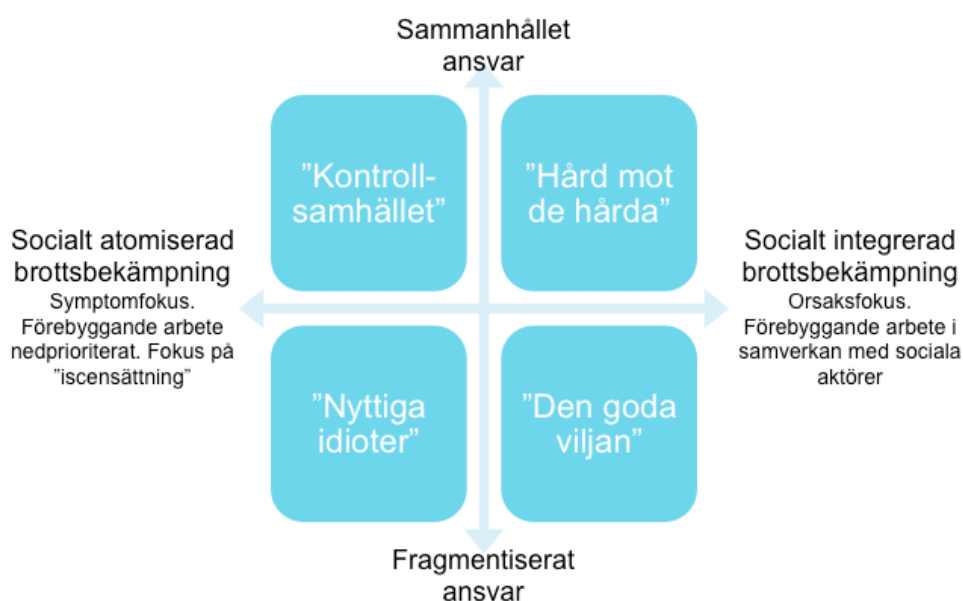 Sammanhållet
ansvar
”Kontroll-
samhället”
”Hård mot
de hårda”
Socialt atomiserad
brottsbekämpning
Symptomfokus.
Förebyggande arbete
nedprioriterat. Fokus på
”iscensättning”
Socialt integrerad
brottsbekämpning
Orsaksfokus.
Förebyggande arbete i
samverkan med sociala
aktörer
”Nyttiga
idioter”
”Den goda
viljan”
Fragmentiserat
ansvar